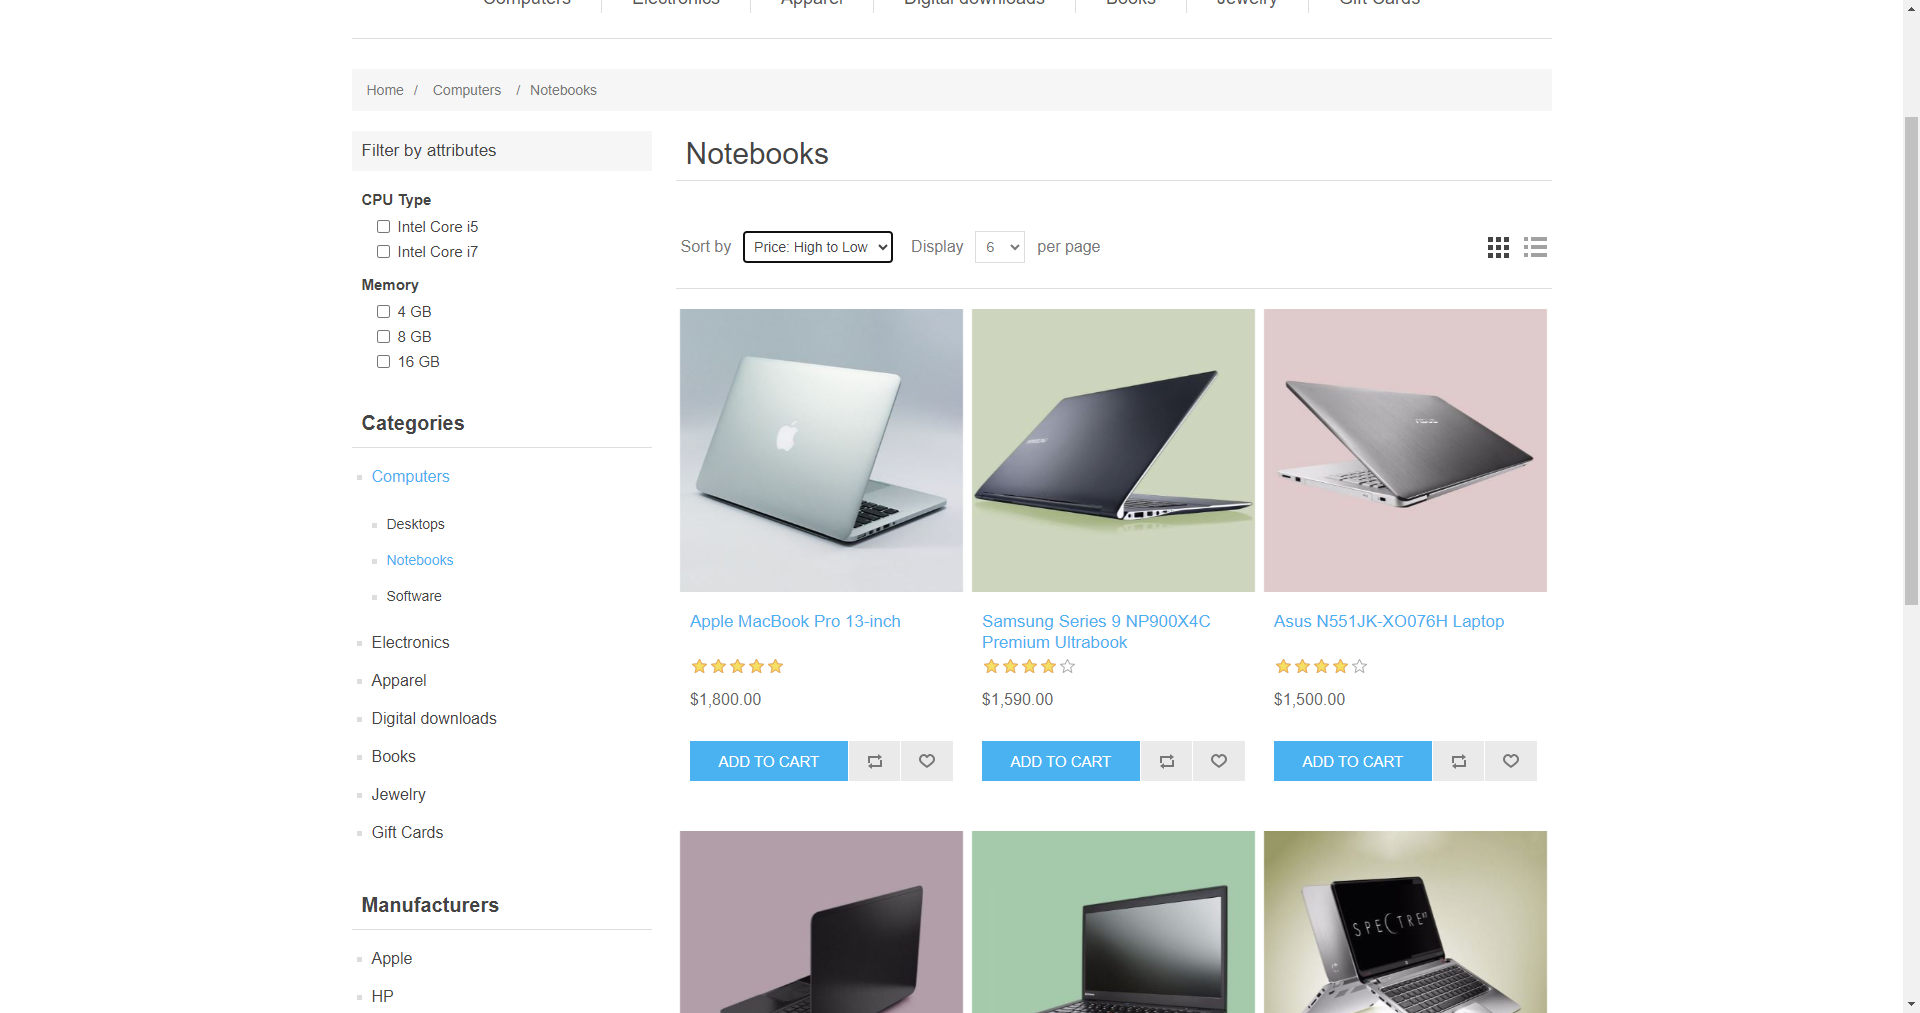 Computers Electronics Apparel Digital downloads Books Jewelry Gift Cards
Home / Computers / Notebooks
Filter by attributes
CPU Type
Intel Core i5
Intel Core i7
Memory
4 GB
8 GB
16 GB
Categories
Computers
Desktops
Notebooks
Software
Electronics
Apparel
Digital downloads
Books
Jewelry
Gift Cards
Manufacturers
Apple
HP
Notebooks
Sort by Price: High to Low Display 6 per page
Apple MacBook Pro 13-inch
$1,800.00
ADD TO CART
Samsung Series 9 NP900X4C
Premium Ultrabook
$1,590.00
ADD TO CART
Asus N551JK-XO076H Laptop
$1,500.00
ADD TO CART
SPECTRE